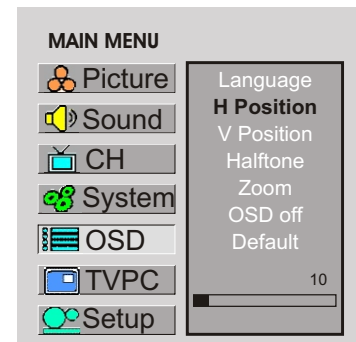 MAIN MENU
Picture
Sound
CH
System
OSD
TVPC
Setup
Language
H Position
V Position
Halftone
Zoom
OSD off
Default
10